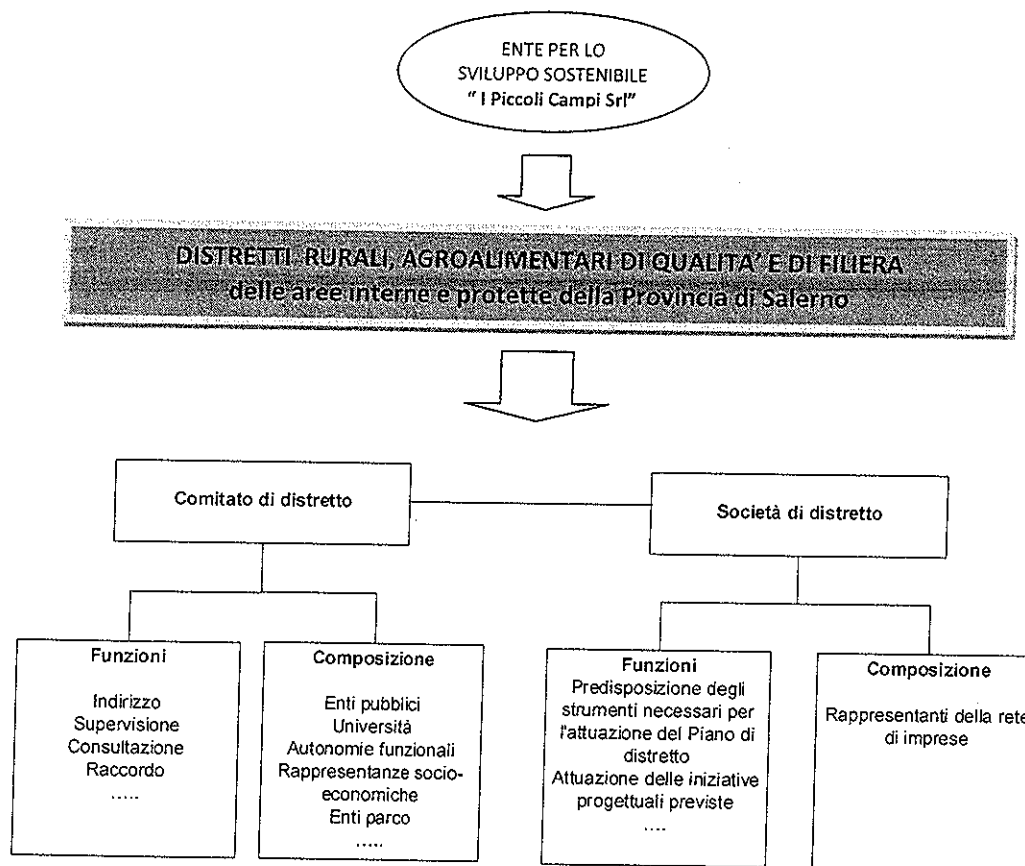 ENTE PER LO
SVILUPPO SOSTENIBILE
“ I Piccoli Campi Srl”
DISTRETTI. RURALI, AGROALIMENTARI DI QUALITA’ E DI FILIERA
delle aree interne e protette della Provincia di Salerno
Comitato di distretto
Società di distretto
Funzioni
Indirizzo
Supervisione
Consultazione
Raccordo
.....
Composizione
Enti pubblici
Università
Autonomie funzionali
Rappresentanze socio-
economiche
Enti parco
.....
Funzioni
Predisposizione degli
strumenti necessari per
l'attuazione del Piano di
distretto
Attuazione delle iniziative
progettuali previste
....
Composizione
Rappresentanti della rete
di imprese